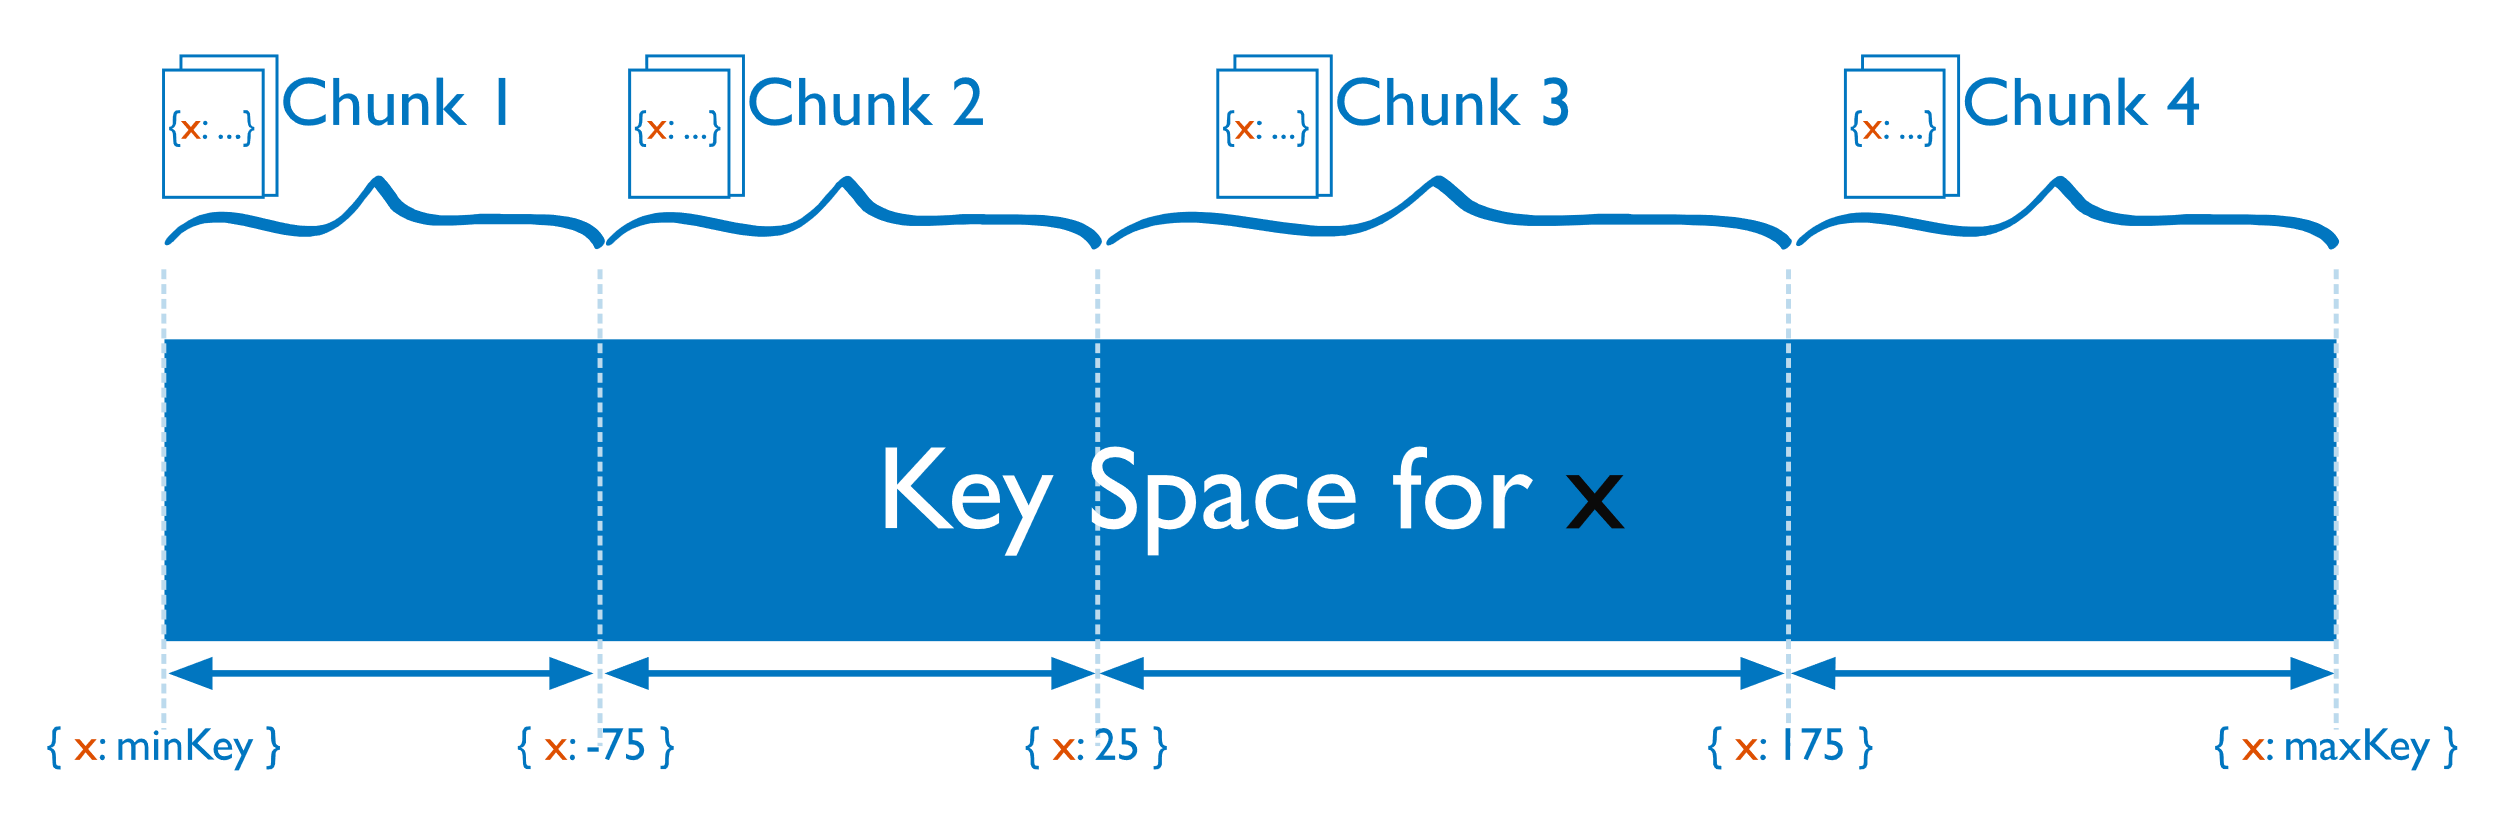 Chunk 1
{x: ...}
Chunk 2
{x: ...}
Chunk 3
{x: ...}
Chunk 4
{x: ...}
Key Space for x
{ x: minKey }
{ x:-75 }
{ x: 25 }
{ x: 175 }
{ x: maxKey }